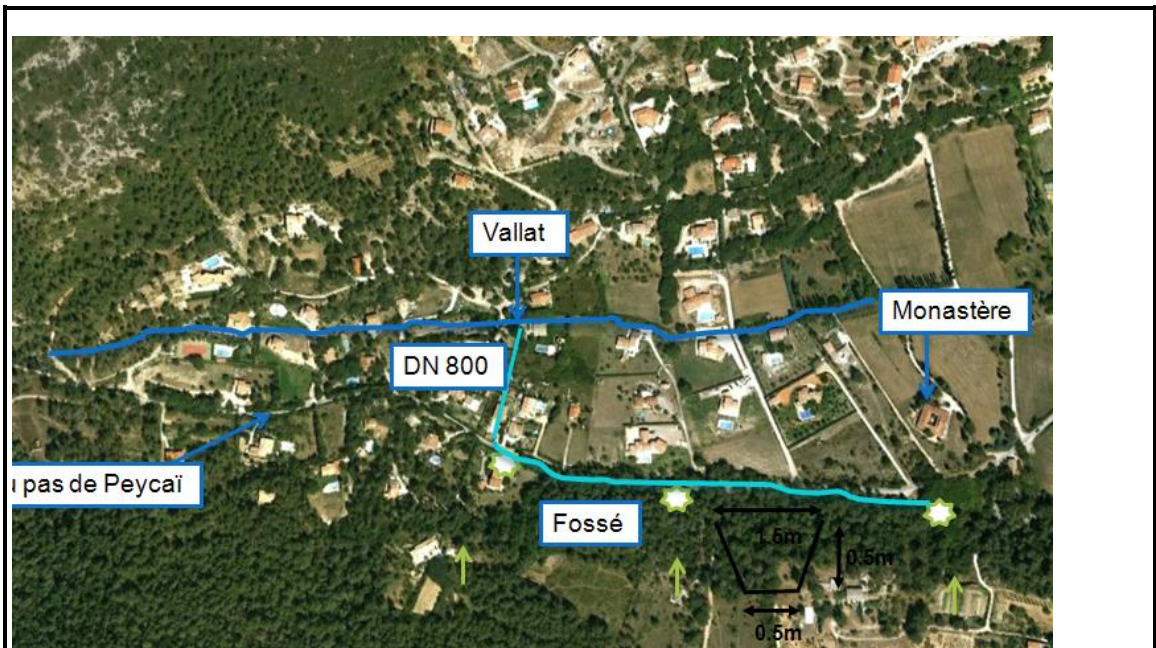 Vallat
Monastère
DN 800
u pas de Peycaï
Fossé
1.5m
0.5m
0.5m